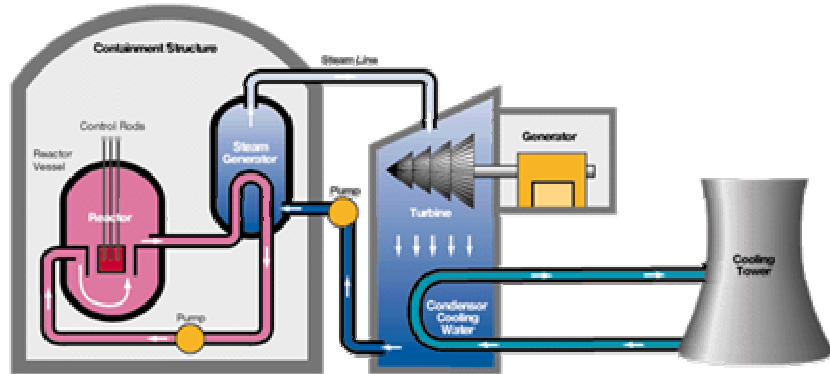 Containment Structure
Steam Line
Control Rods
Reactor
Vessel
Steam
Generator
Generator
Pump
Reactor
Turbine
Cooling
Tower
Condensor
Cooling
Water
Pump